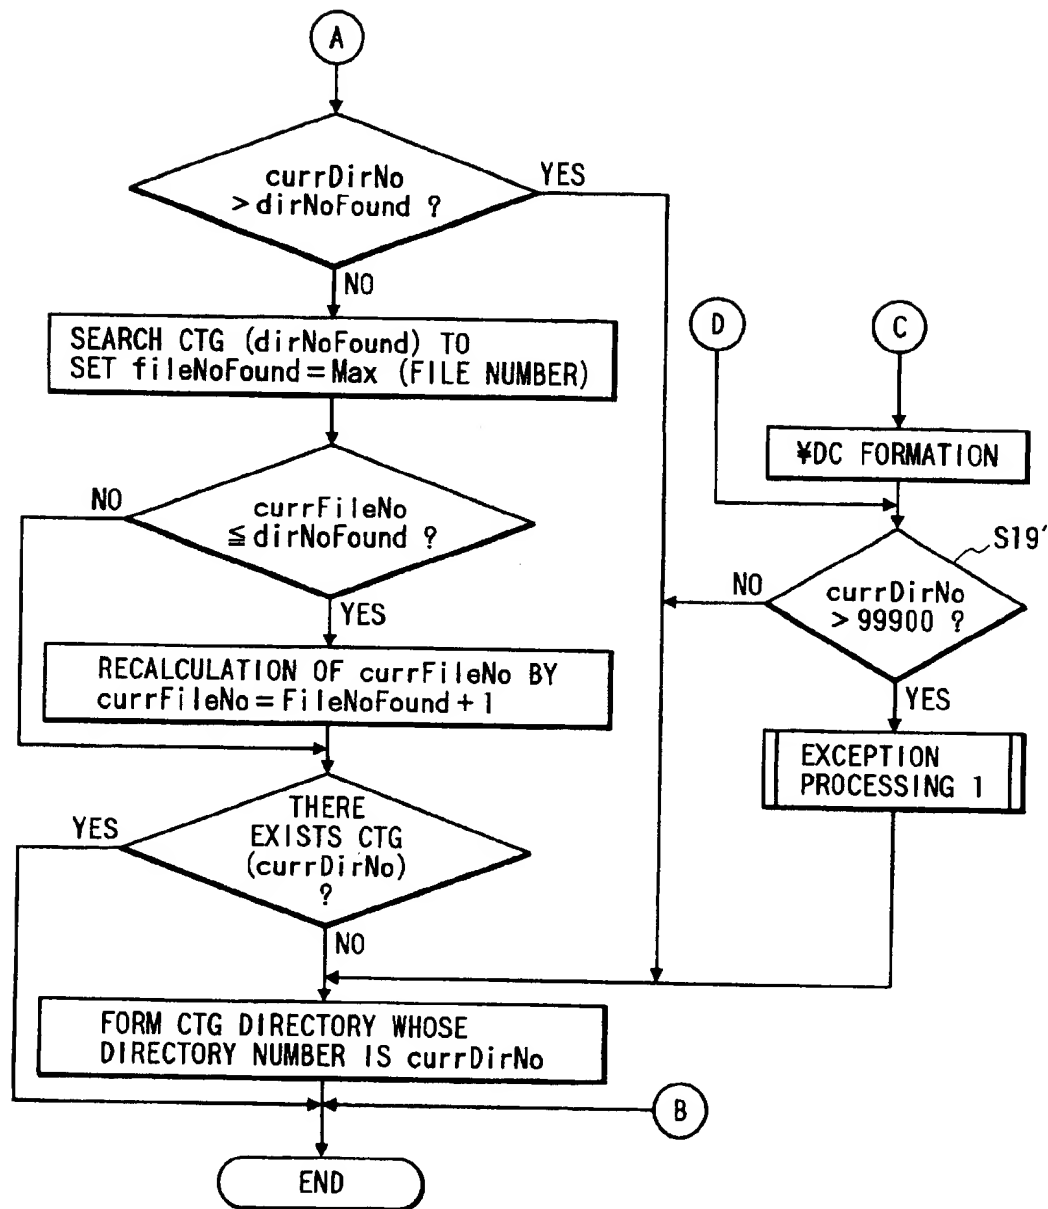 A
currDirNo
> dirNoFound ?
YES
NO
SEARCH CTG (dirNoFound) TO
SET fileNoFound=Max (FILE NUMBER)
D
C
¥DC FORMATION
NO
currFileNo
≦ dirNoFound ?
YES
S19'
NO
currDirNo
> 99900 ?
YES
RECALCULATION OF currFileNo BY
currFileNo=FileNoFound+1
EXCEPTION
PROCESSING 1
YES
THERE
EXISTS CTG
(currDirNo)
?
NO
FORM CTG DIRECTORY WHOSE
DIRECTORY NUMBER IS currDirNo
B
END